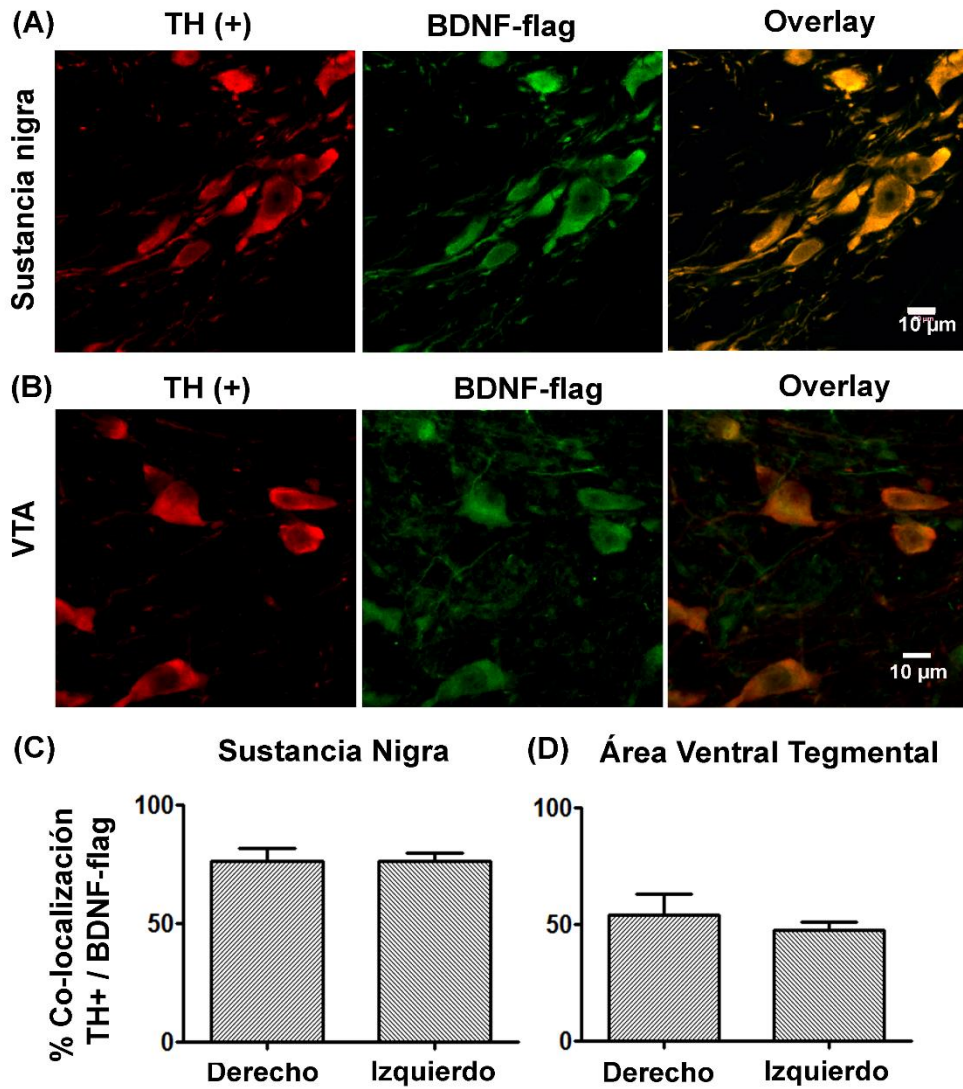 (A) TH (+) BDNF-flag Overlay
Sustancia nigra
10 µm
(B) TH (+) BDNF-flag Overlay
VTA
10 µm
(C) Sustancia Nigra
% Co-localización
TH+ / BDNF-flag
100
50
0
Derecho Izquierdo
(D) Área Ventral Tegmental
100
50
0
Derecho Izquierdo